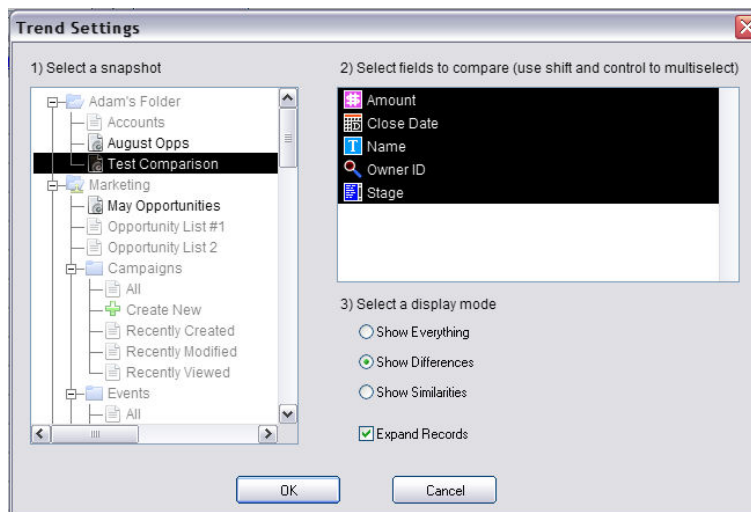 Trend Settings
1) Select a snapshot
Adam's Folder
Accounts
August Opps
Test Comparison
Marketing
May Opportunities
Opportunity List #1
Opportunity List 2
Campaigns
All
Create New
Recently Created
Recently Modified
Recently Viewed
Events
All
2) Select fields to compare (use shift and control to multiselect)
Amount
Close Date
Name
Owner ID
Stage
3) Select a display mode
Show Everything
Show Differences
Show Similarities
Expand Records
OK
Cancel